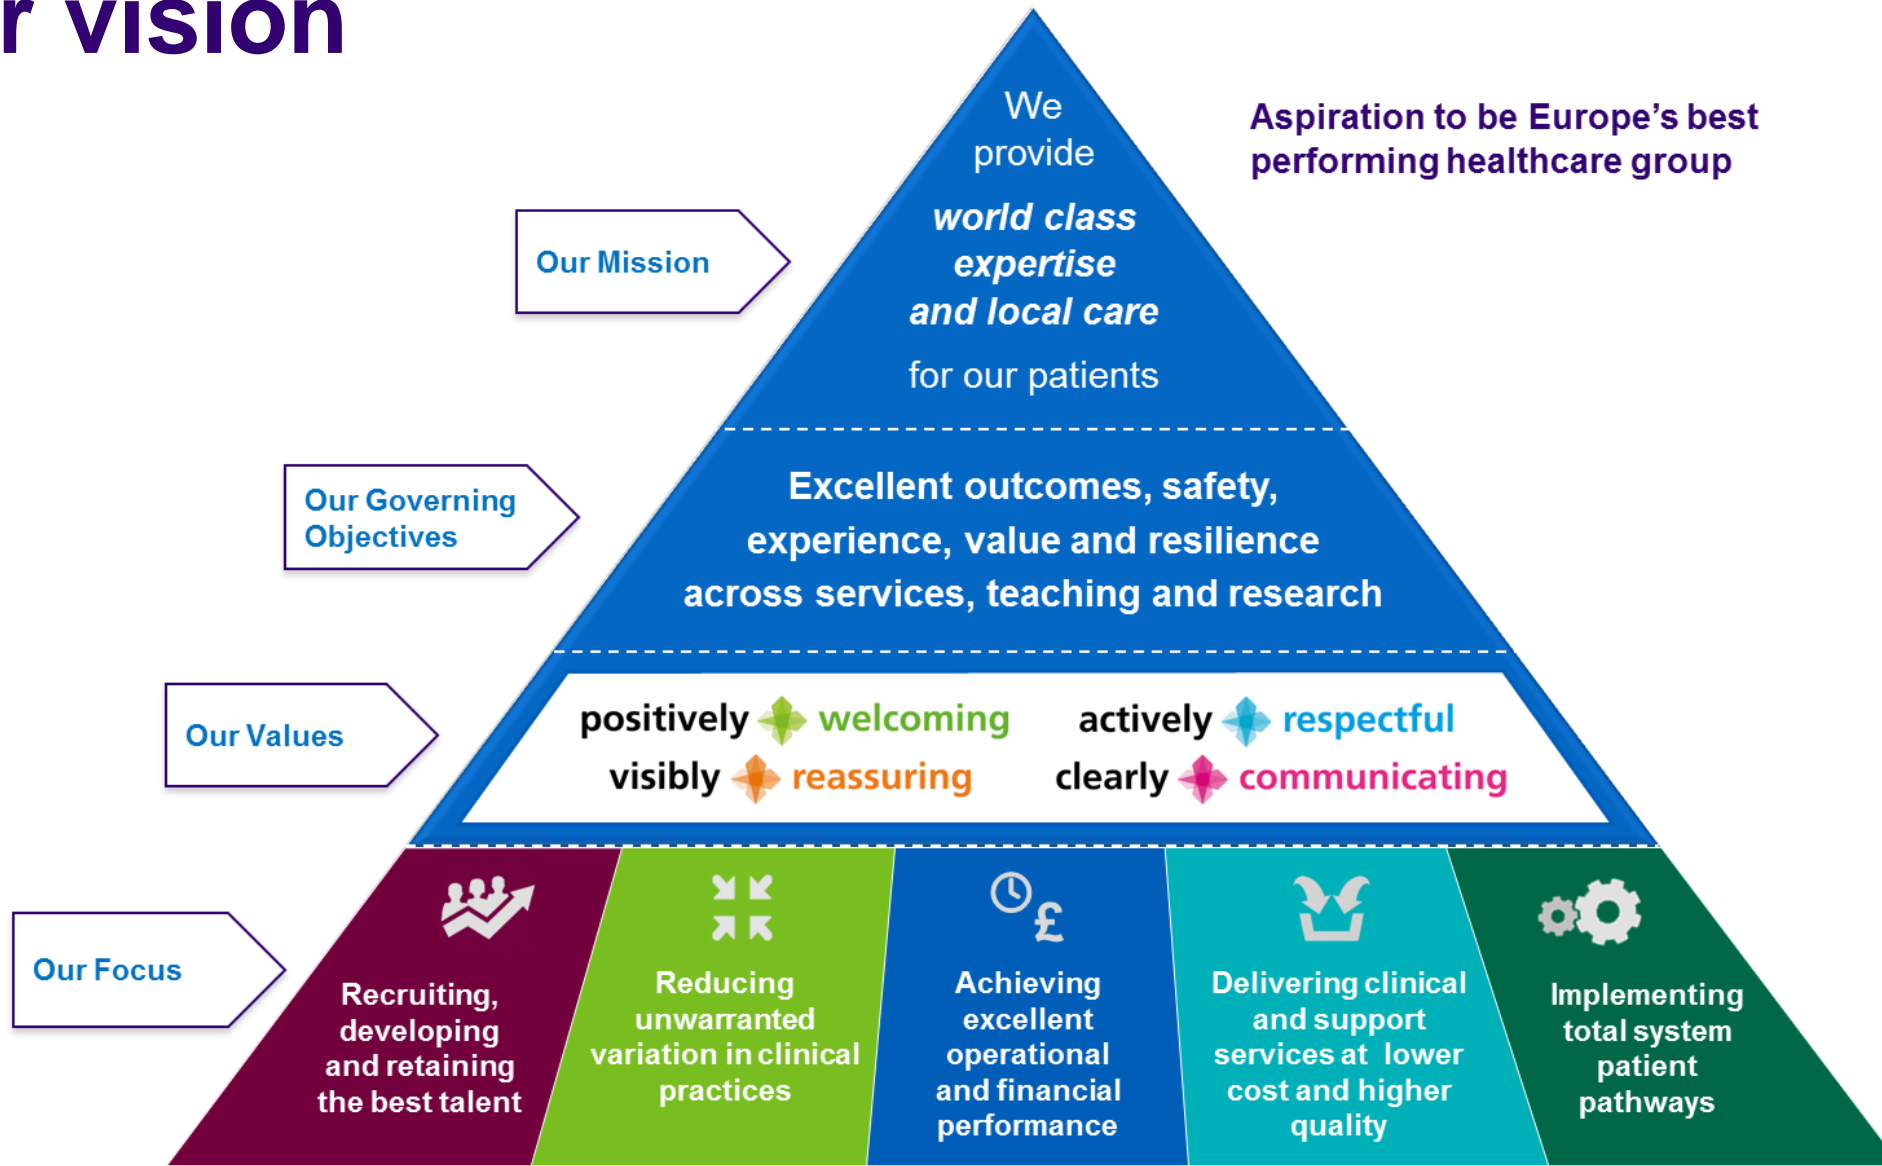 r vision
Aspiration to be Europe's best
performing healthcare group
Our Mission
We
provide
world class
expertise
and local care
for our patients
Our Governing
Objectives
Excellent outcomes, safety,
experience, value and resilience
across services, teaching and research
Our Values
positively welcoming
actively respectful
visibly reassuring
clearly communicating
Our Focus
Recruiting,
developing
and retaining
the best talent
Reducing
unwarranted
variation in clinical
practices
£
Achieving
excellent
operational
and financial
performance
Delivering clinical
and support
services at lower
cost and higher
quality
Implementing
total system
patient
pathways